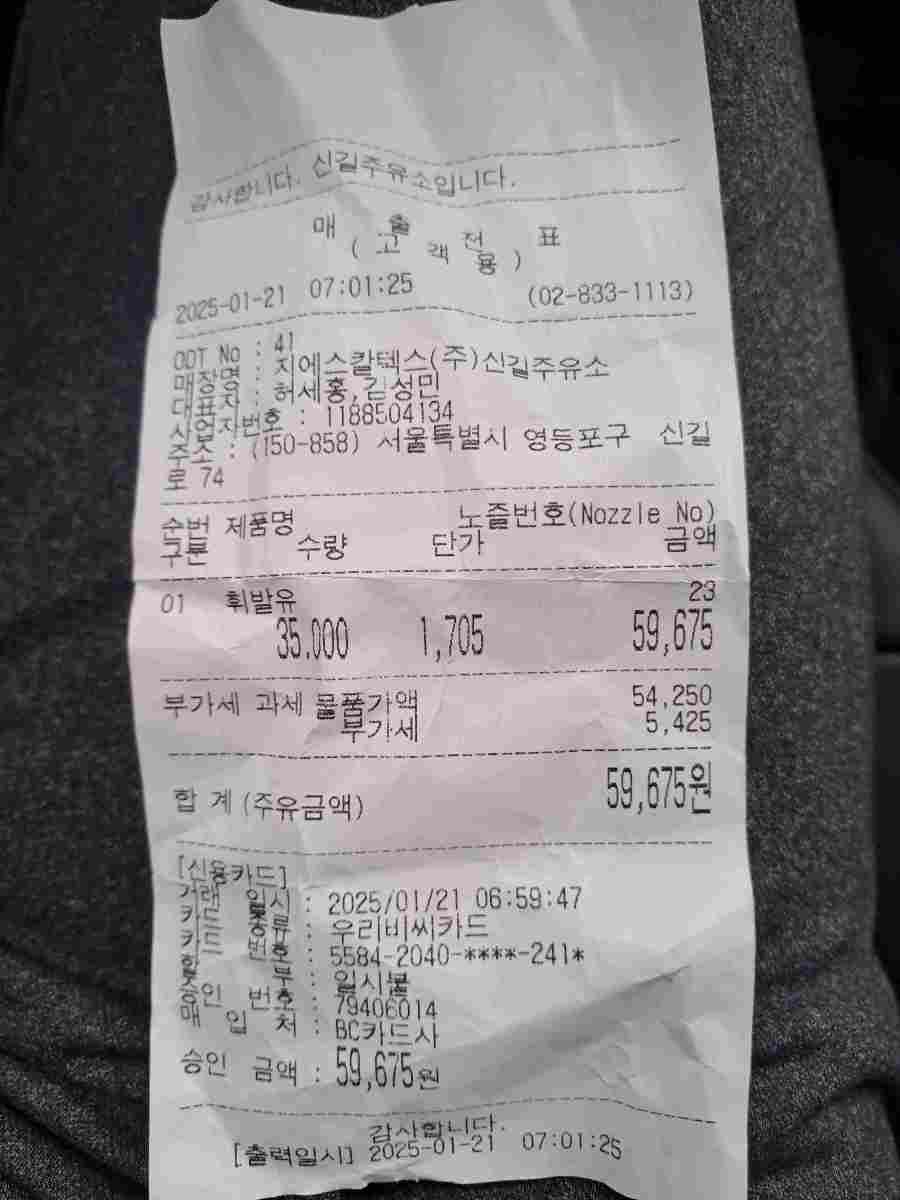 감사합니다. 신길주유소입니다.
매 출 전 표
( 고 객 용 )
2025-01-21 07:01:25 (02-833-1113)
ODT No : 41
매장명 : 지에스칼텍스(주)신길주유소
대표자 : 허세홍,김성민
사업자번호 : 1188504134
주소 : (150-858) 서울특별시 영등포구 신길
로 74
순번 제품명 노즐번호(Nozzle No)
구분 수량 단가 금액
01 휘발유 23
35.000 1,705 59,675
부가세 과세 물품가액 54,250
부가세 5,425
합 계 (주유금액) 59,675원
[신용카드]
거래 일시 : 2025/01/21 06:59:47
카드 종류 : 우리비씨카드
카드 번호 : 5584-2040-****-241*
할 부 : 일시불
승인 번호 : 79406014
매 입 처 : BC카드사
승인 금액 : 59,675원
감사합니다.
[출력일시] 2025-01-21 07:01:25